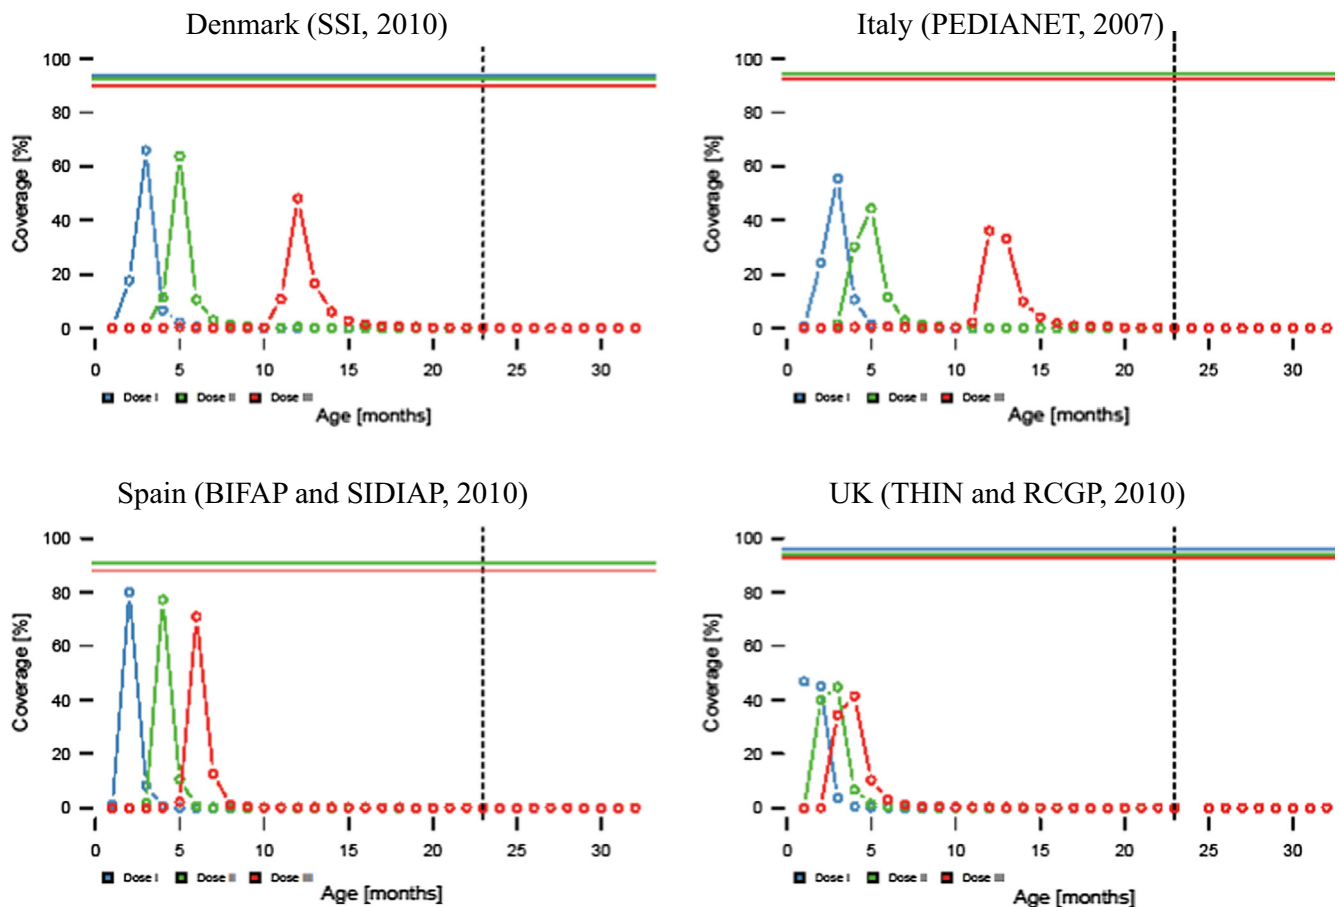 Denmark (SSI, 2010)
100
80
60
40
20
0
Coverage [%]
0 5 10 15 20 25 30
Dose I Dose II Dose III
Age [months]
Italy (PEDIANET, 2007)
100
80
60
40
20
0
Coverage [%]
0 5 10 15 20 25 30
Dose I Dose II Dose III
Age [months]
Spain (BIFAP and SIDIAP, 2010)
100
80
60
40
20
0
Coverage [%]
0 5 10 15 20 25 30
Dose I Dose II Dose III
Age [months]
UK (THIN and RCGP, 2010)
100
80
60
40
20
0
Coverage [%]
0 5 10 15 20 25 30
Dose I Dose II Dose III
Age [months]